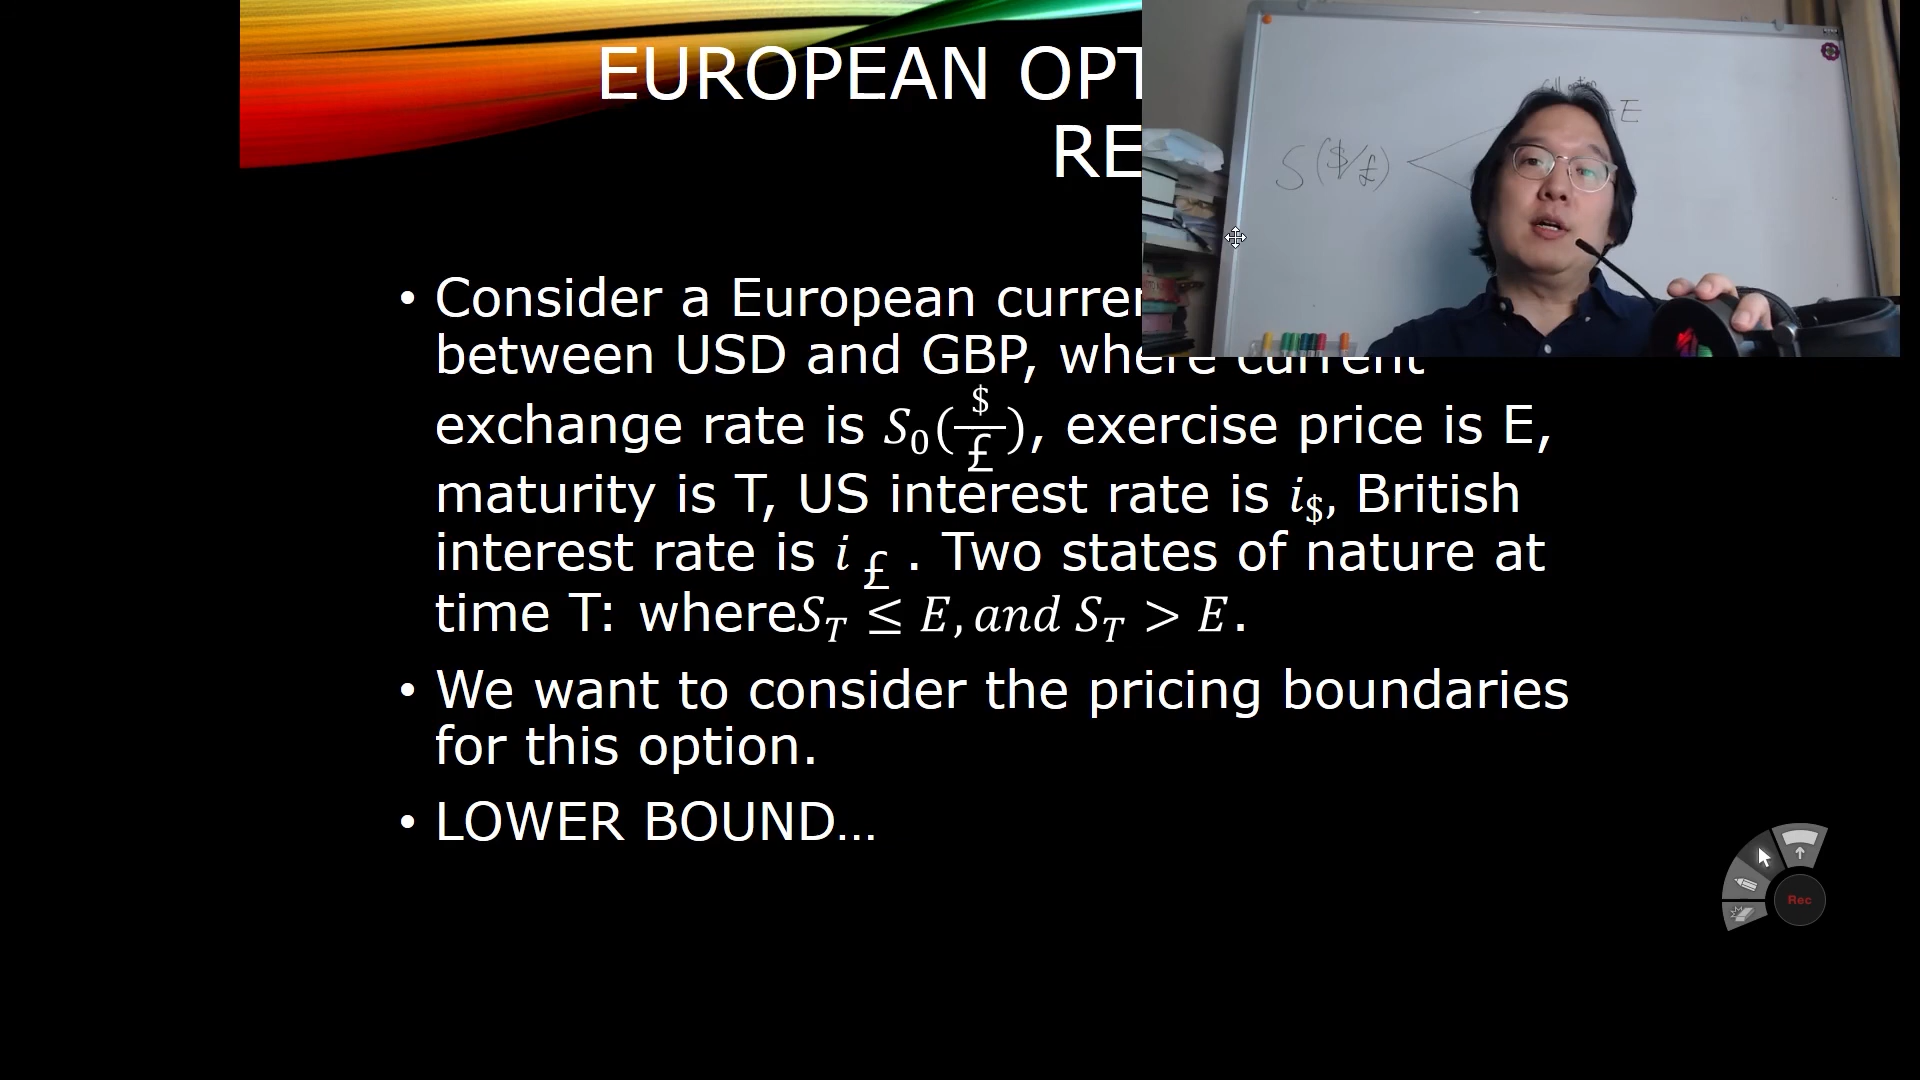 EUROPEAN OPT
RE
S($/£)
E
• Consider a European curren
between USD and GBP, where current
exchange rate is S₀($/£), exercise price is E,
maturity is T, US interest rate is i$, British
interest rate is i £ . Two states of nature at
time T: whereS_T ≤ E, and S_T > E.
• We want to consider the pricing boundaries
for this option.
• LOWER BOUND…
Rec